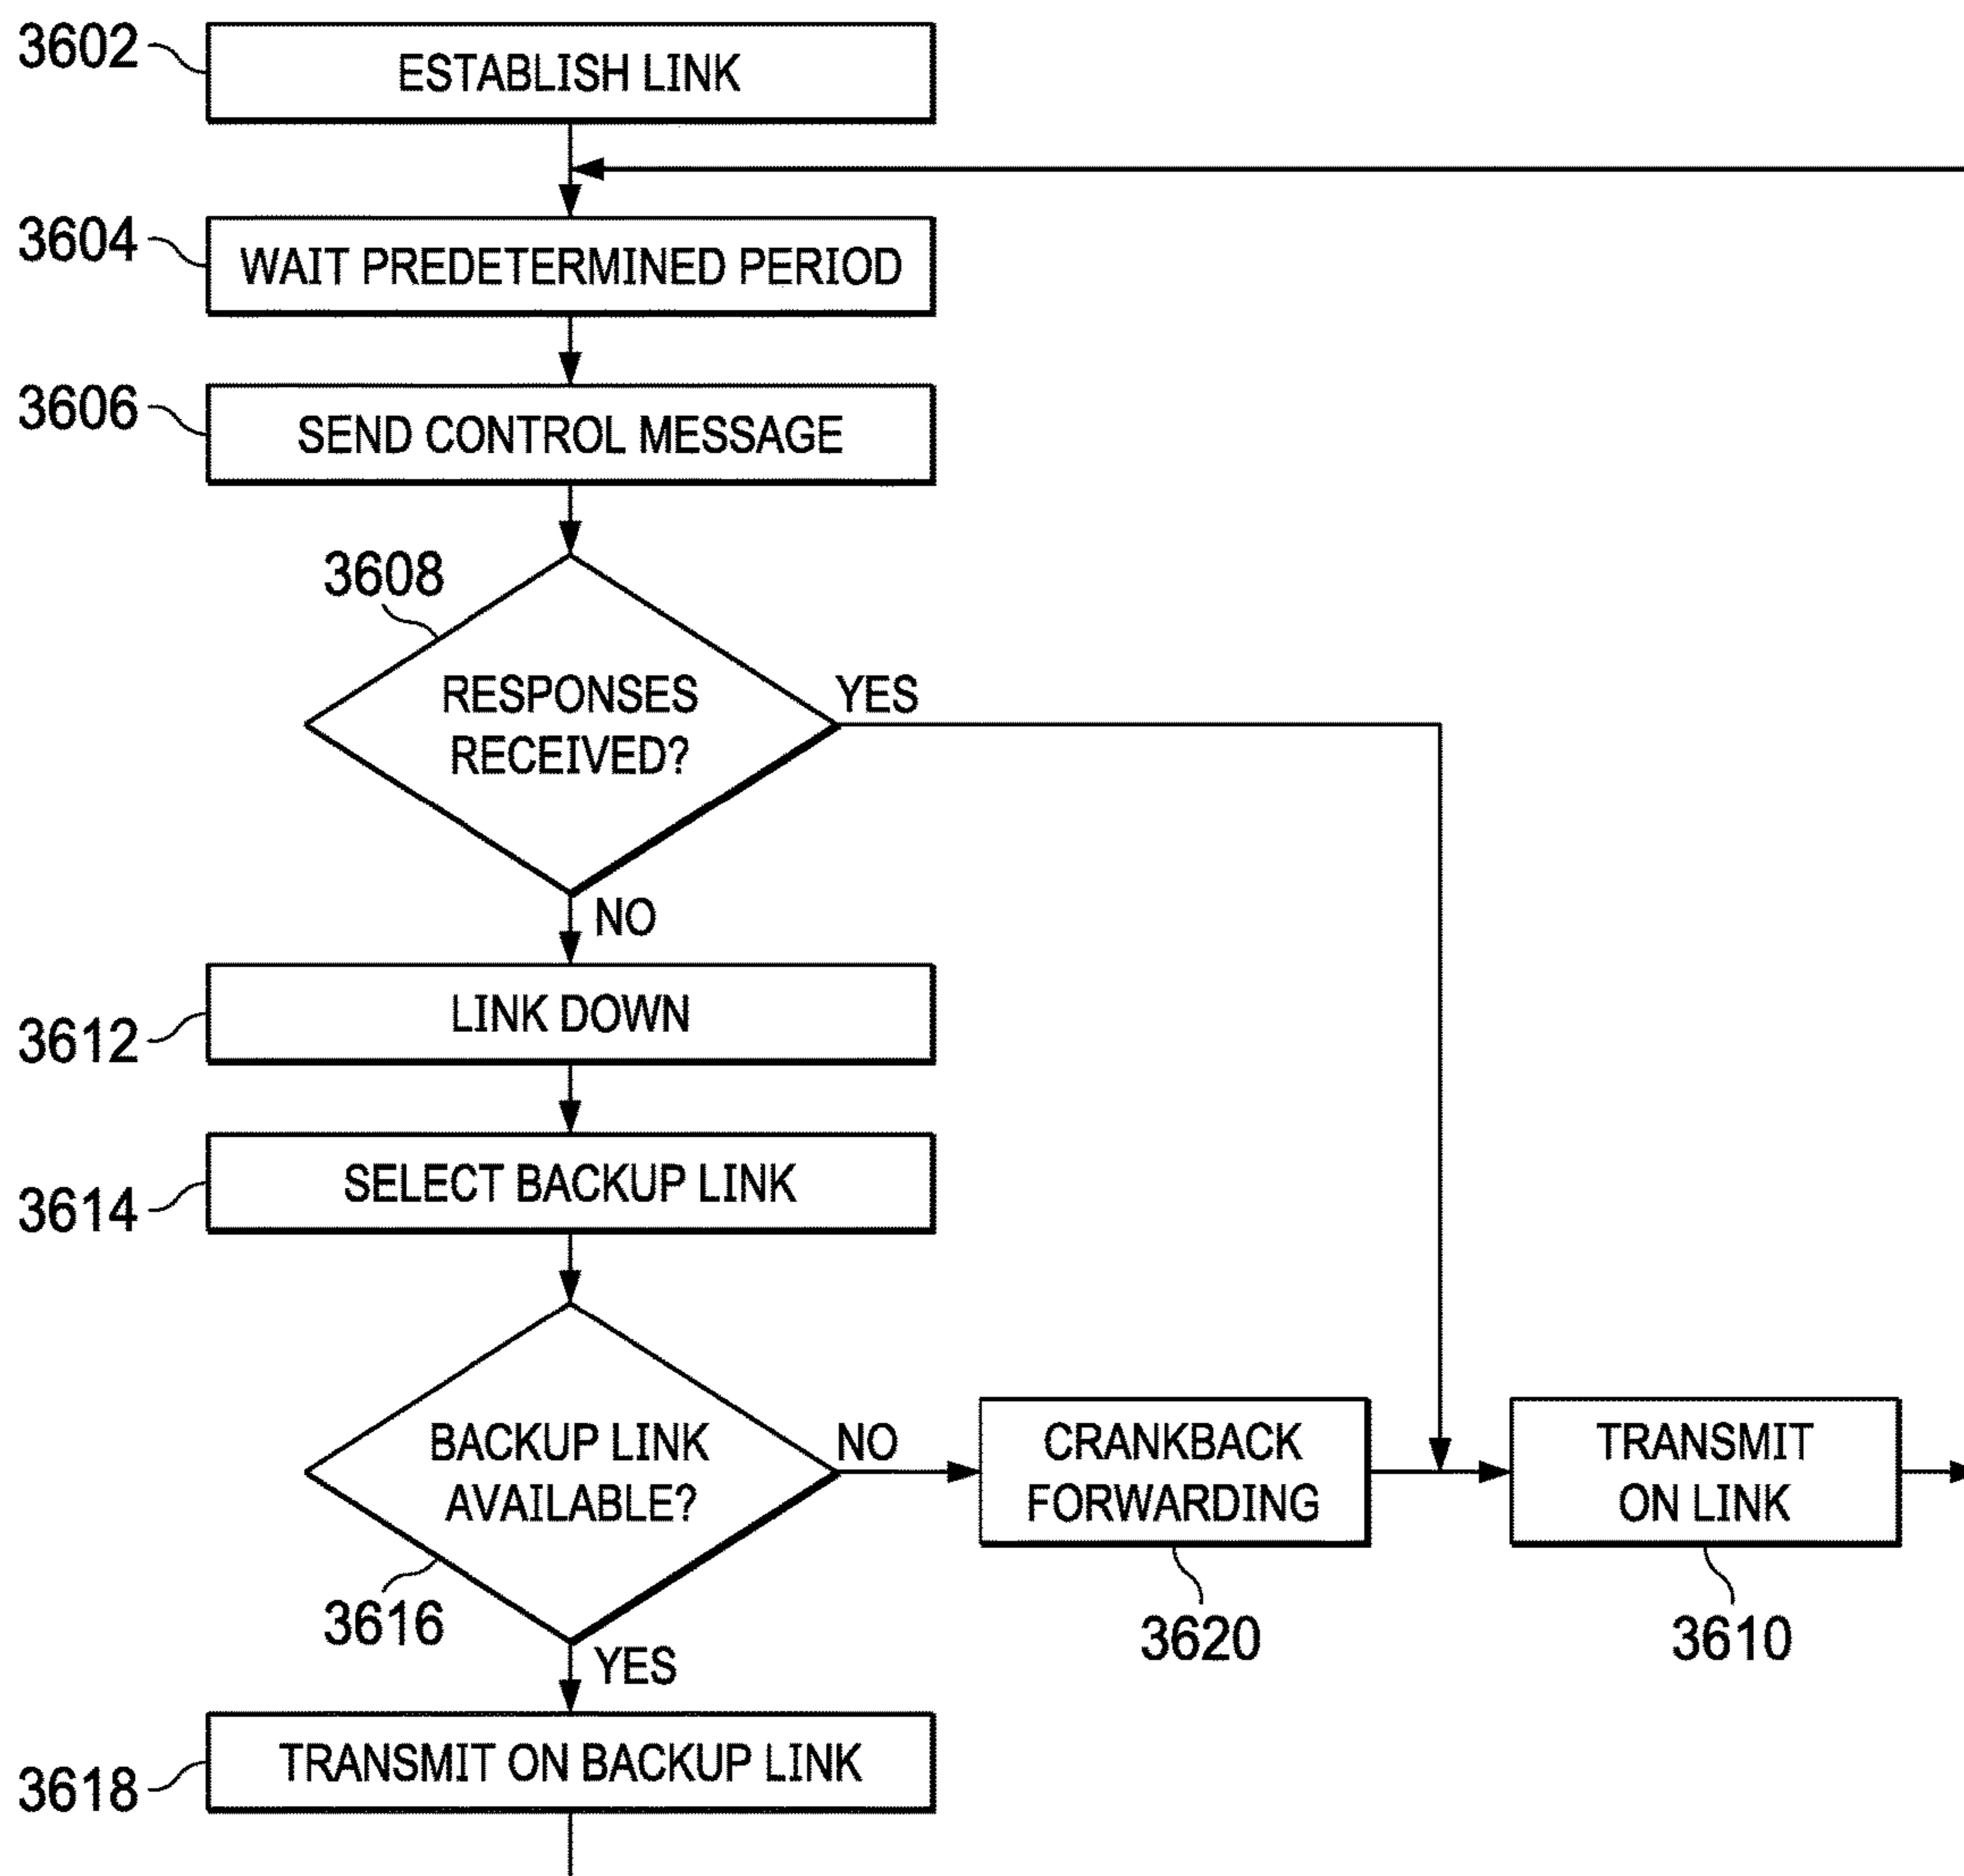 3602
ESTABLISH LINK
3604
WAIT PREDETERMINED PERIOD
3606
SEND CONTROL MESSAGE
3608
RESPONSES
RECEIVED?
YES
NO
3612
LINK DOWN
3614
SELECT BACKUP LINK
BACKUP LINK
AVAILABLE?
NO
CRANKBACK
FORWARDING
TRANSMIT
ON LINK
3616
3620
3610
YES
3618
TRANSMIT ON BACKUP LINK